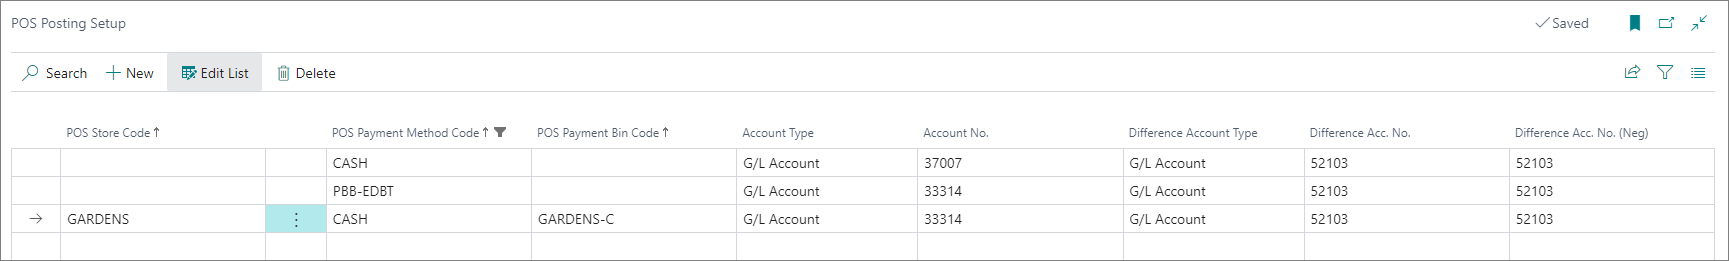 POS Posting Setup Saved
Search New Edit List Delete
POS Store Code POS Payment Method Code POS Payment Bin Code Account Type Account No. Difference Account Type Difference Acc. No. Difference Acc. No. (Neg)
CASH G/L Account 37007 G/L Account 52103 52103
PBB-EDBT G/L Account 33314 G/L Account 52103 52103
GARDENS CASH GARDENS-C G/L Account 33314 G/L Account 52103 52103